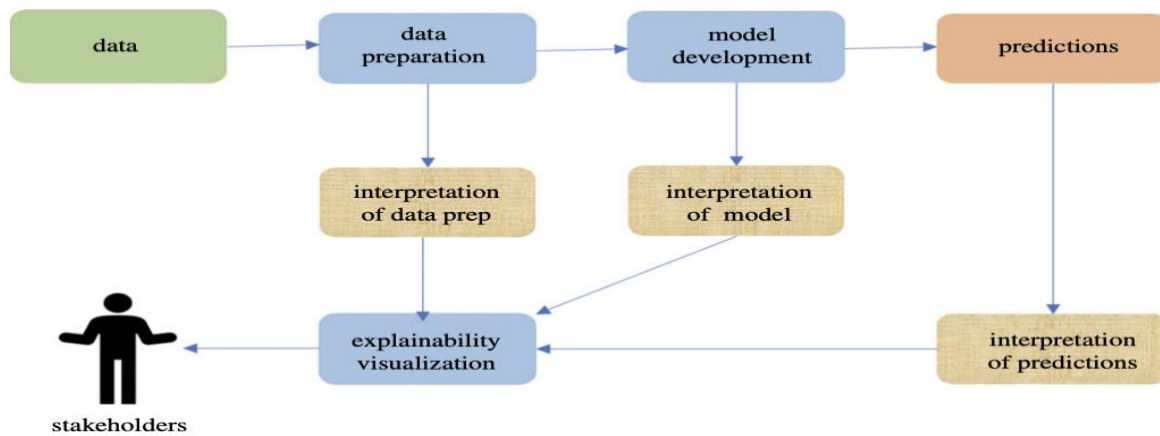 data
data
preparation
model
development
predictions
interpretation
of data prep
interpretation
of model
explainability
visualization
interpretation
of predictions
stakeholders